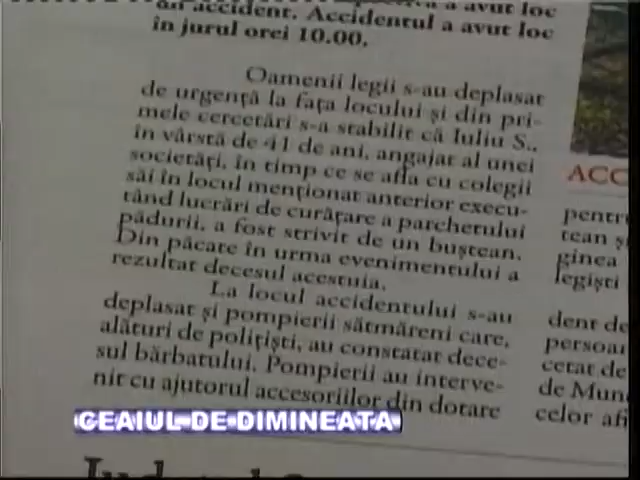 un accident. Accidentul a avut loc
în jurul orei 10.00.
Oamenii legii s-au deplasat
de urgență la fața locului și din pri-
mele cercetări s-a stabilit că Iuliu S.,
în vârstă de 41 de ani, angajat al unei
societăți, în timp ce se afla cu colegii
săi în locul menționat anterior execu-
tând lucrări de curățare a parchetului
pădurii, a fost strivit de un buștean.
Din păcate în urma evenimentului a
rezultat decesul acestuia.
La locul accidentului s-au
deplasat și pompierii sătmăreni care,
alături de polițiști, au constatat dece-
sul bărbatului. Pompierii au interve-
nit cu ajutorul accesoriilor din dotare
ACC
pentru
tean ș
ginea
legiști
dent de
persoan
cetat de
de Mun
celor afl
CEAIUL DE DIMINEATA